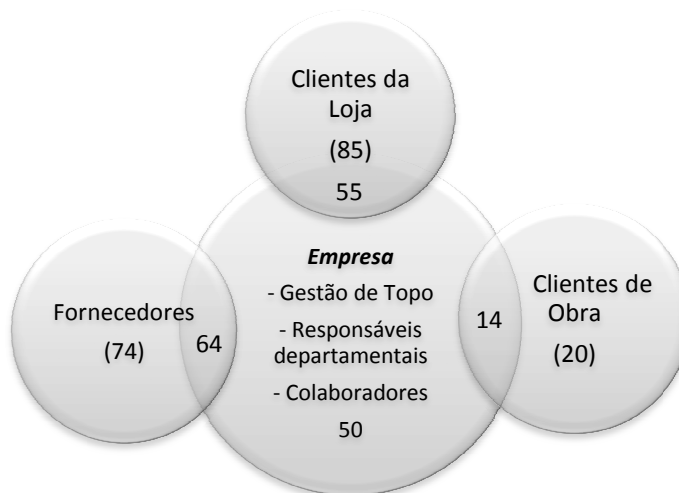 Clientes da
Loja
(85)
55
Empresa
- Gestão de Topo
- Responsáveis
departamentais
- Colaboradores
50
Fornecedores
(74)
64
14
Clientes de
Obra
(20)